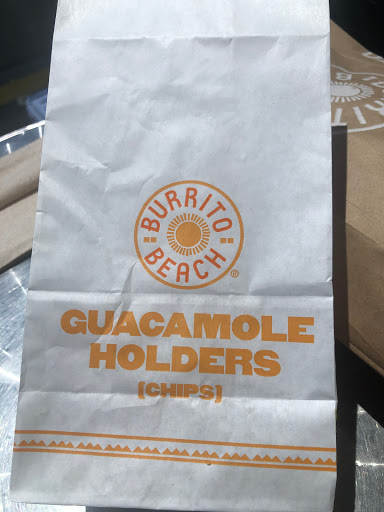 BURRITO
BEACH
®
GUACAMOLE
HOLDERS
(CHIPS)